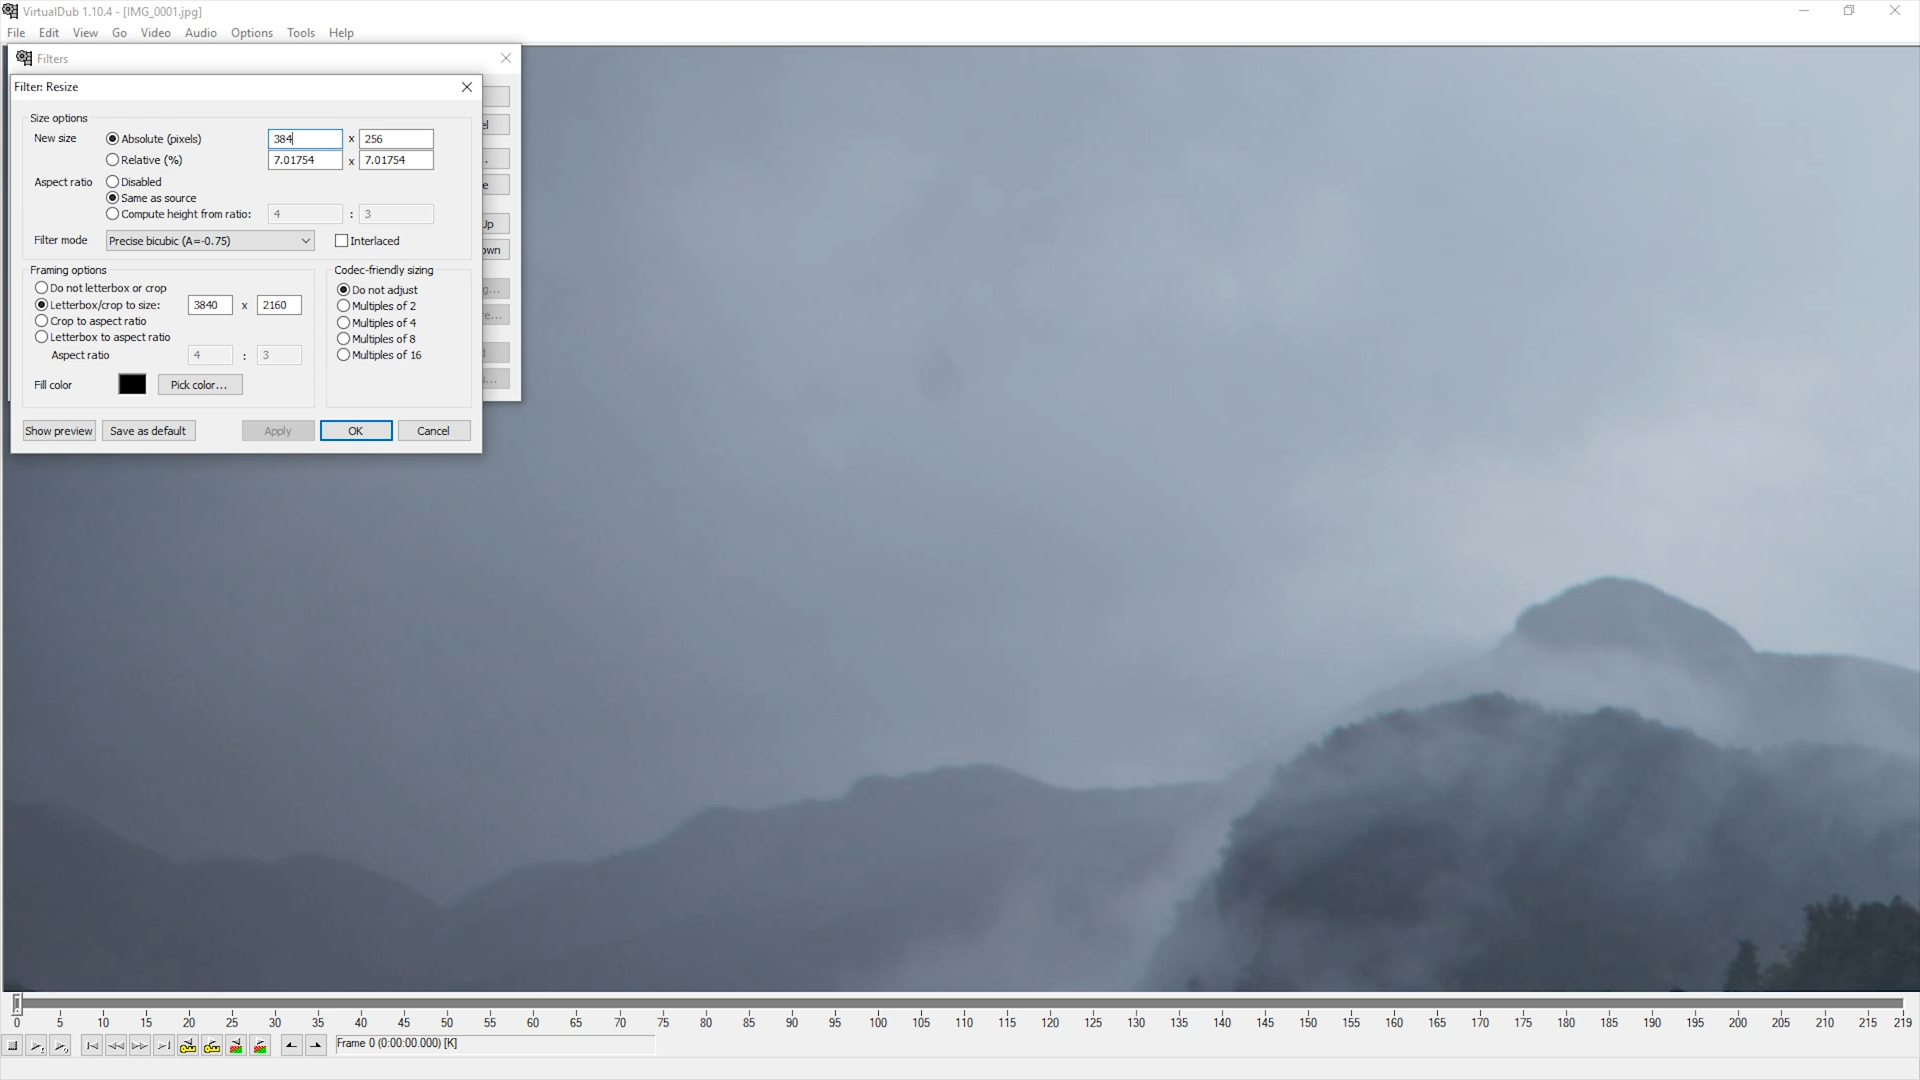 VirtualDub 1.10.4 - [IMG_0001.jpg]
File Edit View Go Video Audio Options Tools Help
Filters
Filter: Resize
Size options
New size Absolute (pixels) 384 x 256
Relative (%) 7.01754 x 7.01754
Aspect ratio Disabled
Same as source
Compute height from ratio: 4 : 3
Filter mode Precise bicubic (A=-0.75) Interlaced
Framing options
Do not letterbox or crop
Letterbox/crop to size: 3840 x 2160
Crop to aspect ratio
Letterbox to aspect ratio
Aspect ratio 4 : 3
Fill color Pick color...
Codec-friendly sizing
Do not adjust
Multiples of 2
Multiples of 4
Multiples of 8
Multiples of 16
Show preview Save as default Apply OK Cancel
0 5 10 15 20 25 30 35 40 45 50 55 60 65 70 75 80 85 90 95 100 105 110 115 120 125 130 135 140 145 150 155 160 165 170 175 180 185 190 195 200 205 210 215 219
Frame 0 (0:00:00.000) [K]